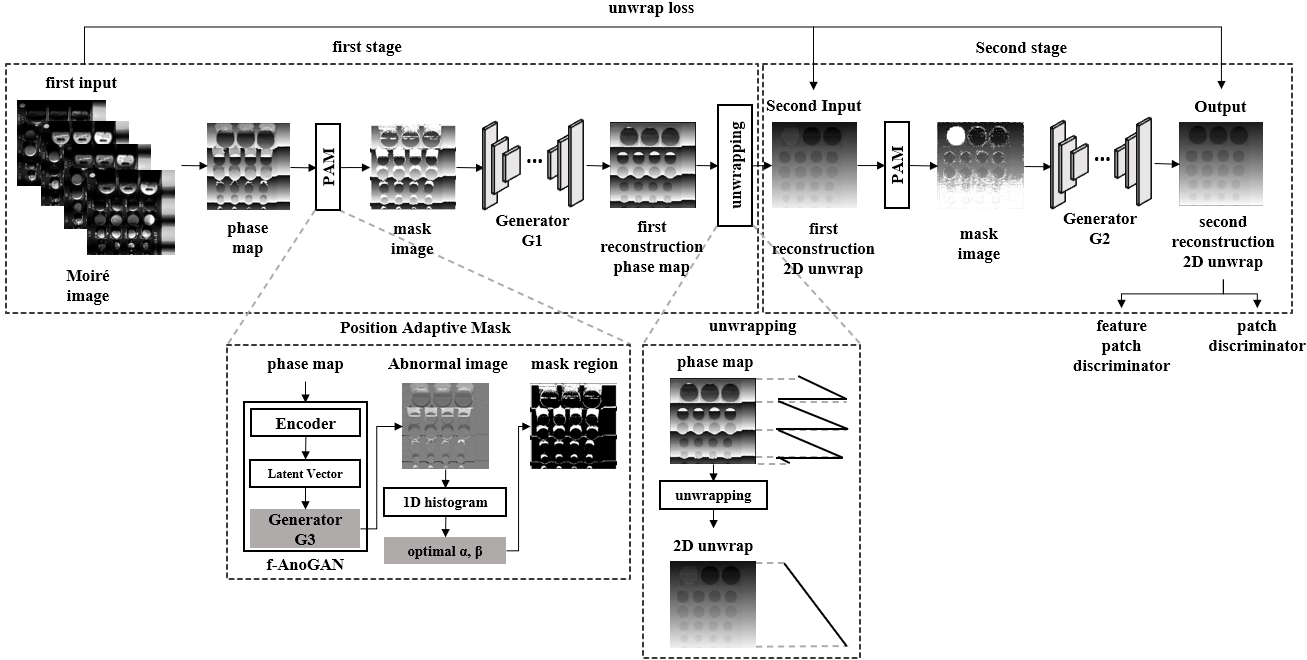 unwrap loss
first stage
Second stage
first input
Second Input
Output
PAM
unwrapping
PAM
Moiré
image
phase
map
mask
image
Generator
G1
first
reconstruction
phase map
first
reconstruction
2D unwrap
mask
image
Generator
G2
second
reconstruction
2D unwrap
feature
patch
discriminator
patch
discriminator
Position Adaptive Mask
phase map
Abnormal image
mask region
Encoder
Latent Vector
Generator
G3
f-AnoGAN
1D histogram
optimal α, β
unwrapping
phase map
unwrapping
2D unwrap